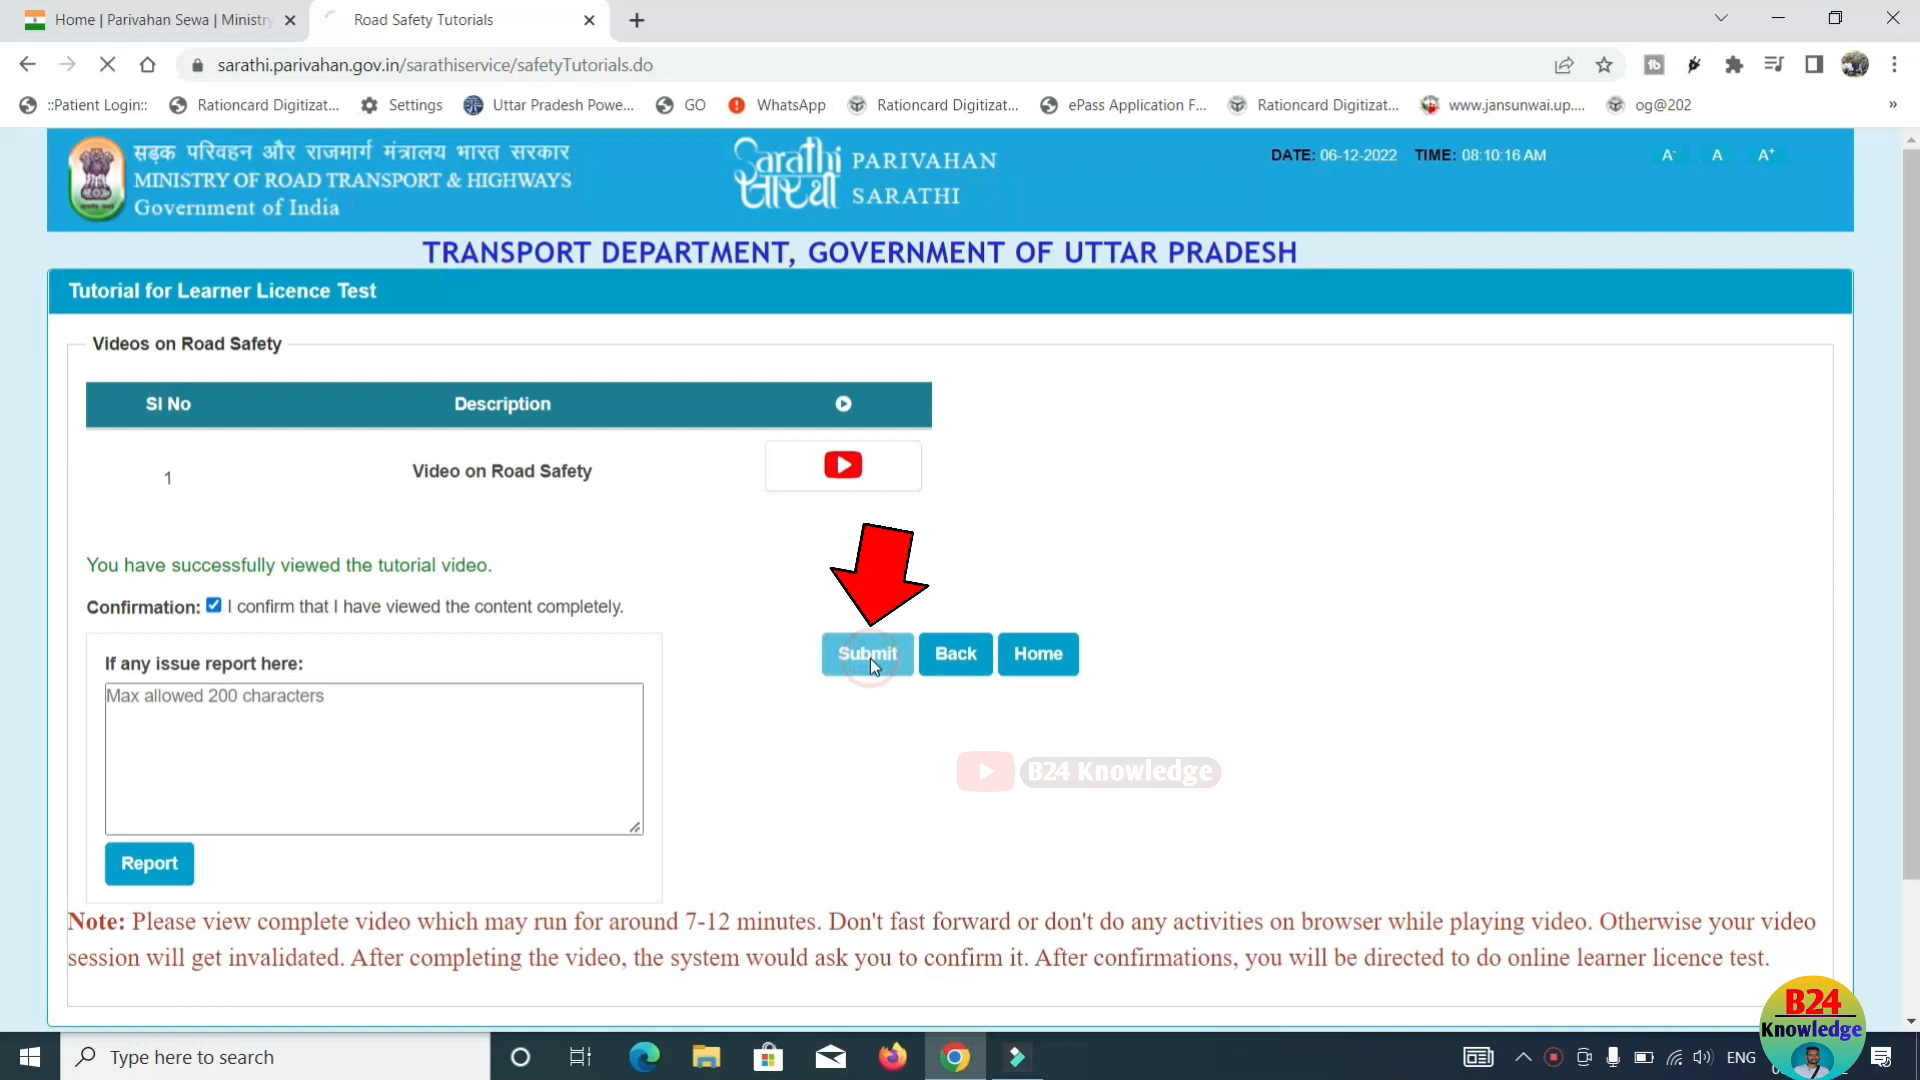 Home | Parivahan Sewa | Ministry
Road Safety Tutorials
sarathi.parivahan.gov.in/sarathiservice/safetyTutorials.do
::Patient Login::
Rationcard Digitizat...
Settings
Uttar Pradesh Powe...
GO
WhatsApp
Rationcard Digitizat...
ePass Application F...
Rationcard Digitizat...
www.jansunwai.up....
og@202
»
सड़क परिवहन और राजमार्ग मंत्रालय भारत सरकार
MINISTRY OF ROAD TRANSPORT & HIGHWAYS
Government of India
Sarathi
सारथी
PARIVAHAN
SARATHI
DATE: 06-12-2022 TIME: 08:10:16 AM
A- A A+
TRANSPORT DEPARTMENT, GOVERNMENT OF UTTAR PRADESH
Tutorial for Learner Licence Test
Videos on Road Safety
Sl No Description
1 Video on Road Safety
You have successfully viewed the tutorial video.
Confirmation: I confirm that I have viewed the content completely.
If any issue report here:
Max allowed 200 characters
Submit Back Home
B24 Knowledge
Report
Note: Please view complete video which may run for around 7-12 minutes. Don't fast forward or don't do any activities on browser while playing video. Otherwise your video
session will get invalidated. After completing the video, the system would ask you to confirm it. After confirmations, you will be directed to do online learner licence test.
B24
Knowledge
Type here to search
ENG